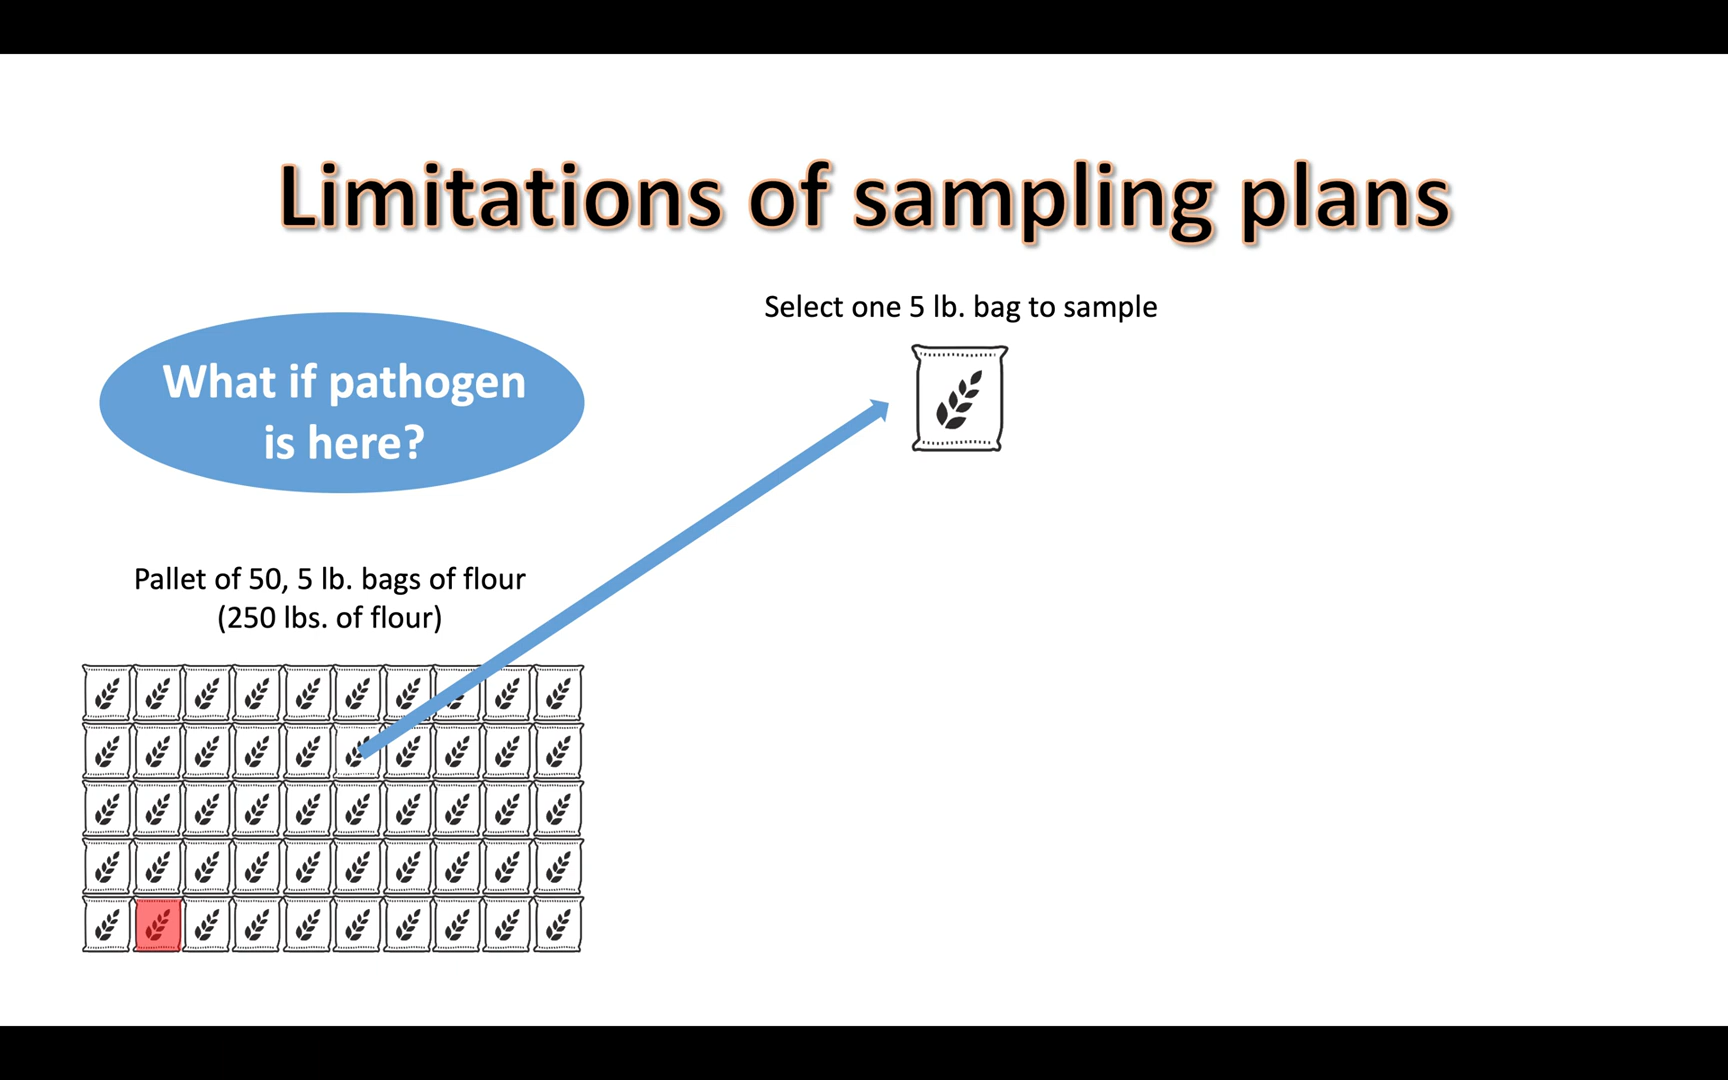 Limitations of sampling plans
Select one 5 lb. bag to sample
What if pathogen
is here?
Pallet of 50, 5 lb. bags of flour
(250 lbs. of flour)